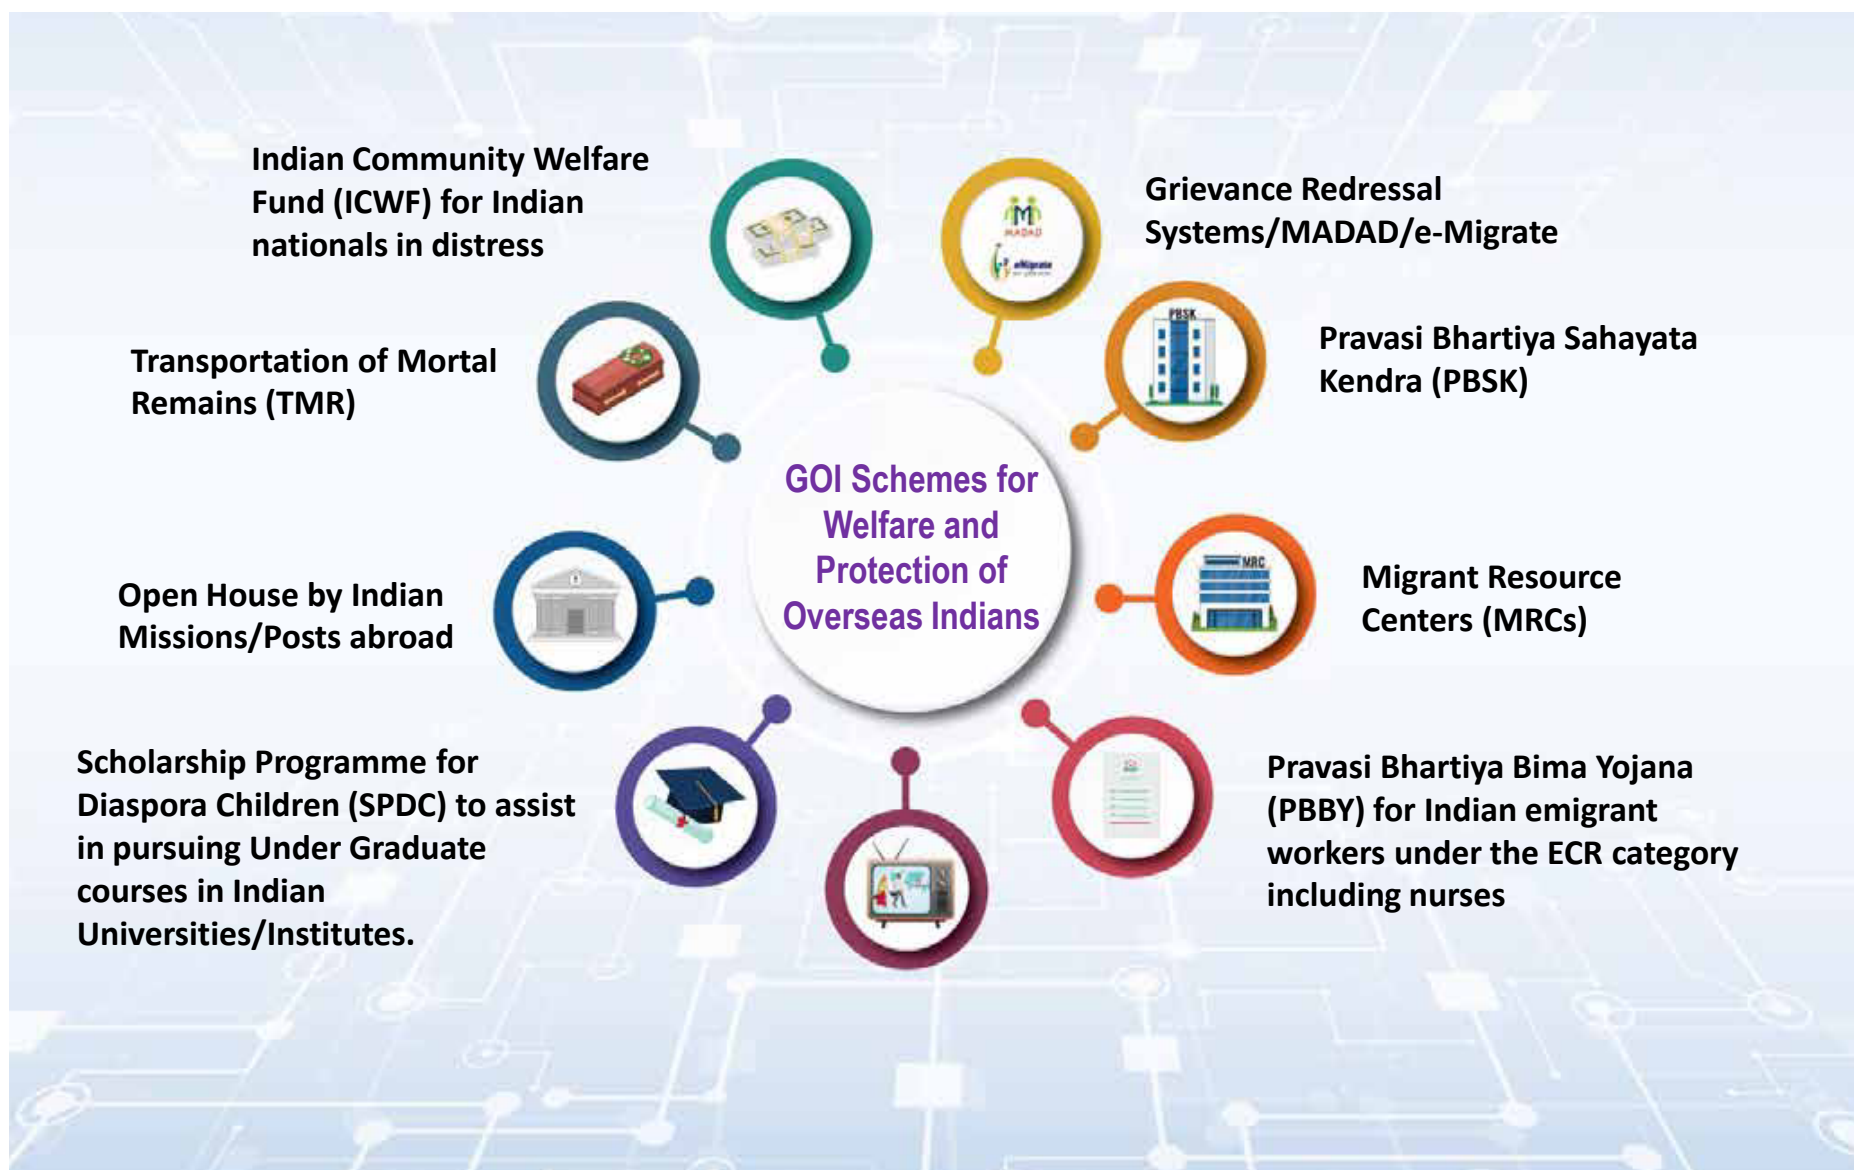 Indian Community Welfare
Fund (ICWF) for Indian
nationals in distress
MADAD
eMigrate
Grievance Redressal
Systems/MADAD/e-Migrate
Transportation of Mortal
Remains (TMR)
PBSK
Pravasi Bhartiya Sahayata
Kendra (PBSK)
GOI Schemes for
Welfare and
Protection of
Overseas Indians
Open House by Indian
Missions/Posts abroad
MRC
Migrant Resource
Centers (MRCs)
Scholarship Programme for
Diaspora Children (SPDC) to assist
in pursuing Under Graduate
courses in Indian
Universities/Institutes.
Pravasi Bhartiya Bima Yojana
(PBBY) for Indian emigrant
workers under the ECR category
including nurses